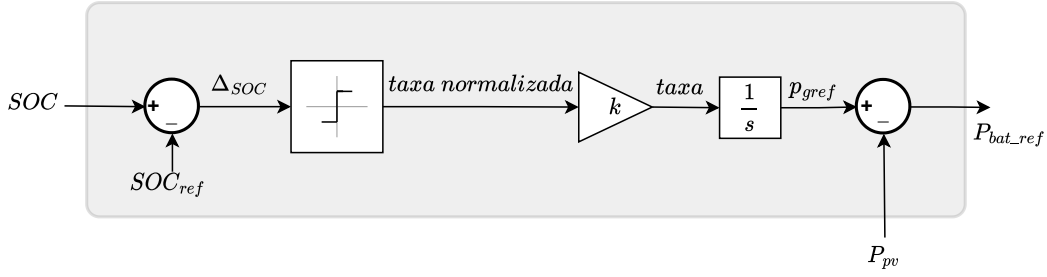 SOC
+
−
Δ_SOC
SOC_ref
taxa normalizada
k
taxa
1
s
p_gref
+
−
P_bat_ref
P_pv